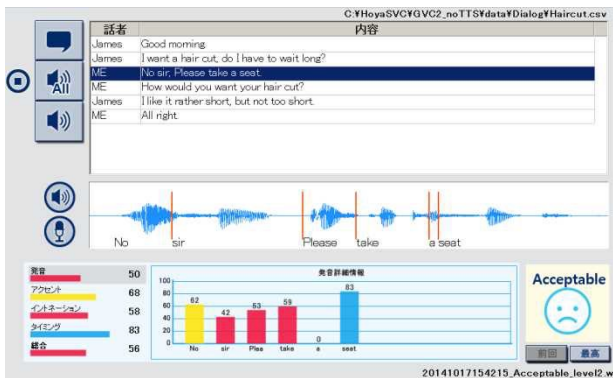 C:¥HoyaSVC¥GVC2_noTTS¥data¥Dialog¥Haircut.csv
話者 内容
James Good morning.
James I want a hair cut, do I have to wait long?
ME No sir, Please take a seat.
ME How would you want your hair cut?
James I like it rather short, but not too short.
ME All right.
All
No sir Please take a seat
発音 50
アクセント 68
イントネーション 58
タイミング 83
総合 56
発音詳細情報
100
80
60
40
20
0
62 42 53 59 0 83
No sir Plea take a seat
Acceptable
前回 最高
20141017154215_Acceptable_level2.w